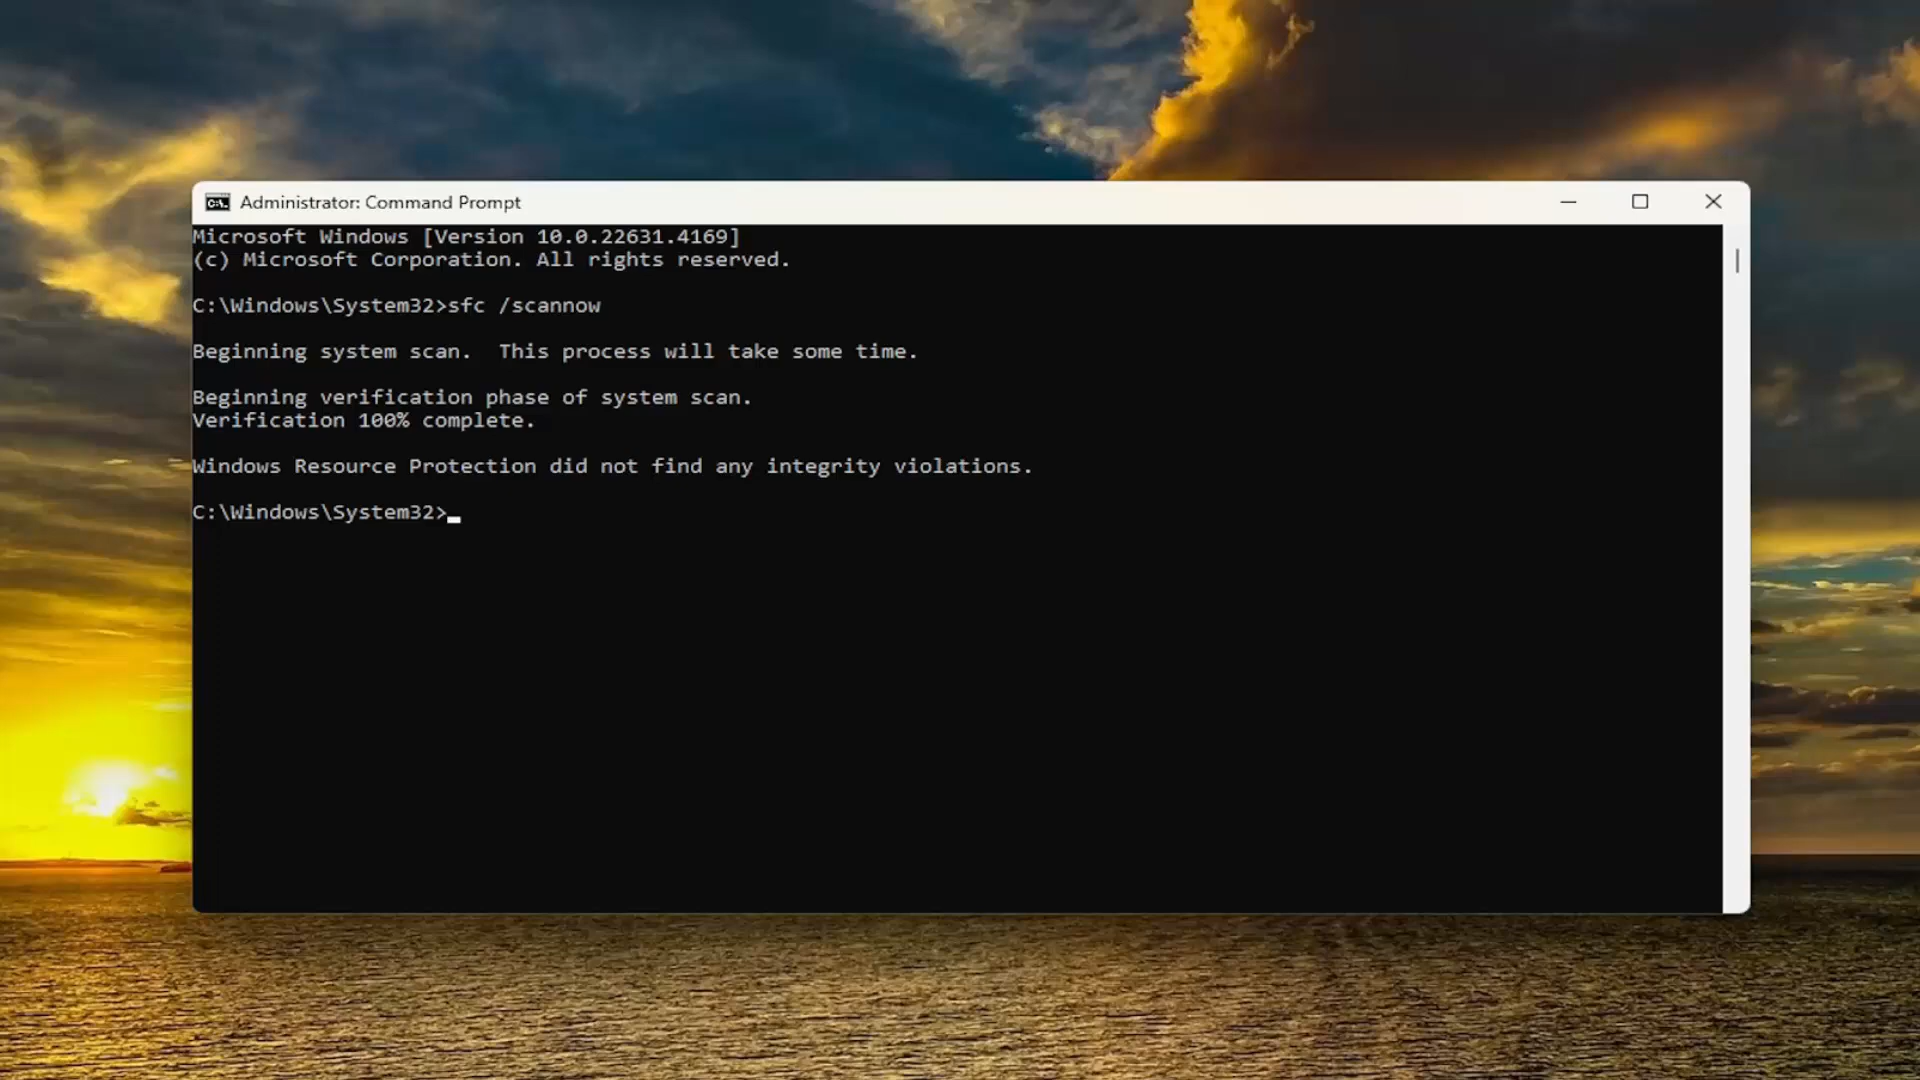 Administrator: Command Prompt
Microsoft Windows [Version 10.0.22631.4169]
(c) Microsoft Corporation. All rights reserved.
C:\Windows\System32>sfc /scannow
Beginning system scan.  This process will take some time.
Beginning verification phase of system scan.
Verification 100% complete.
Windows Resource Protection did not find any integrity violations.
C:\Windows\System32>